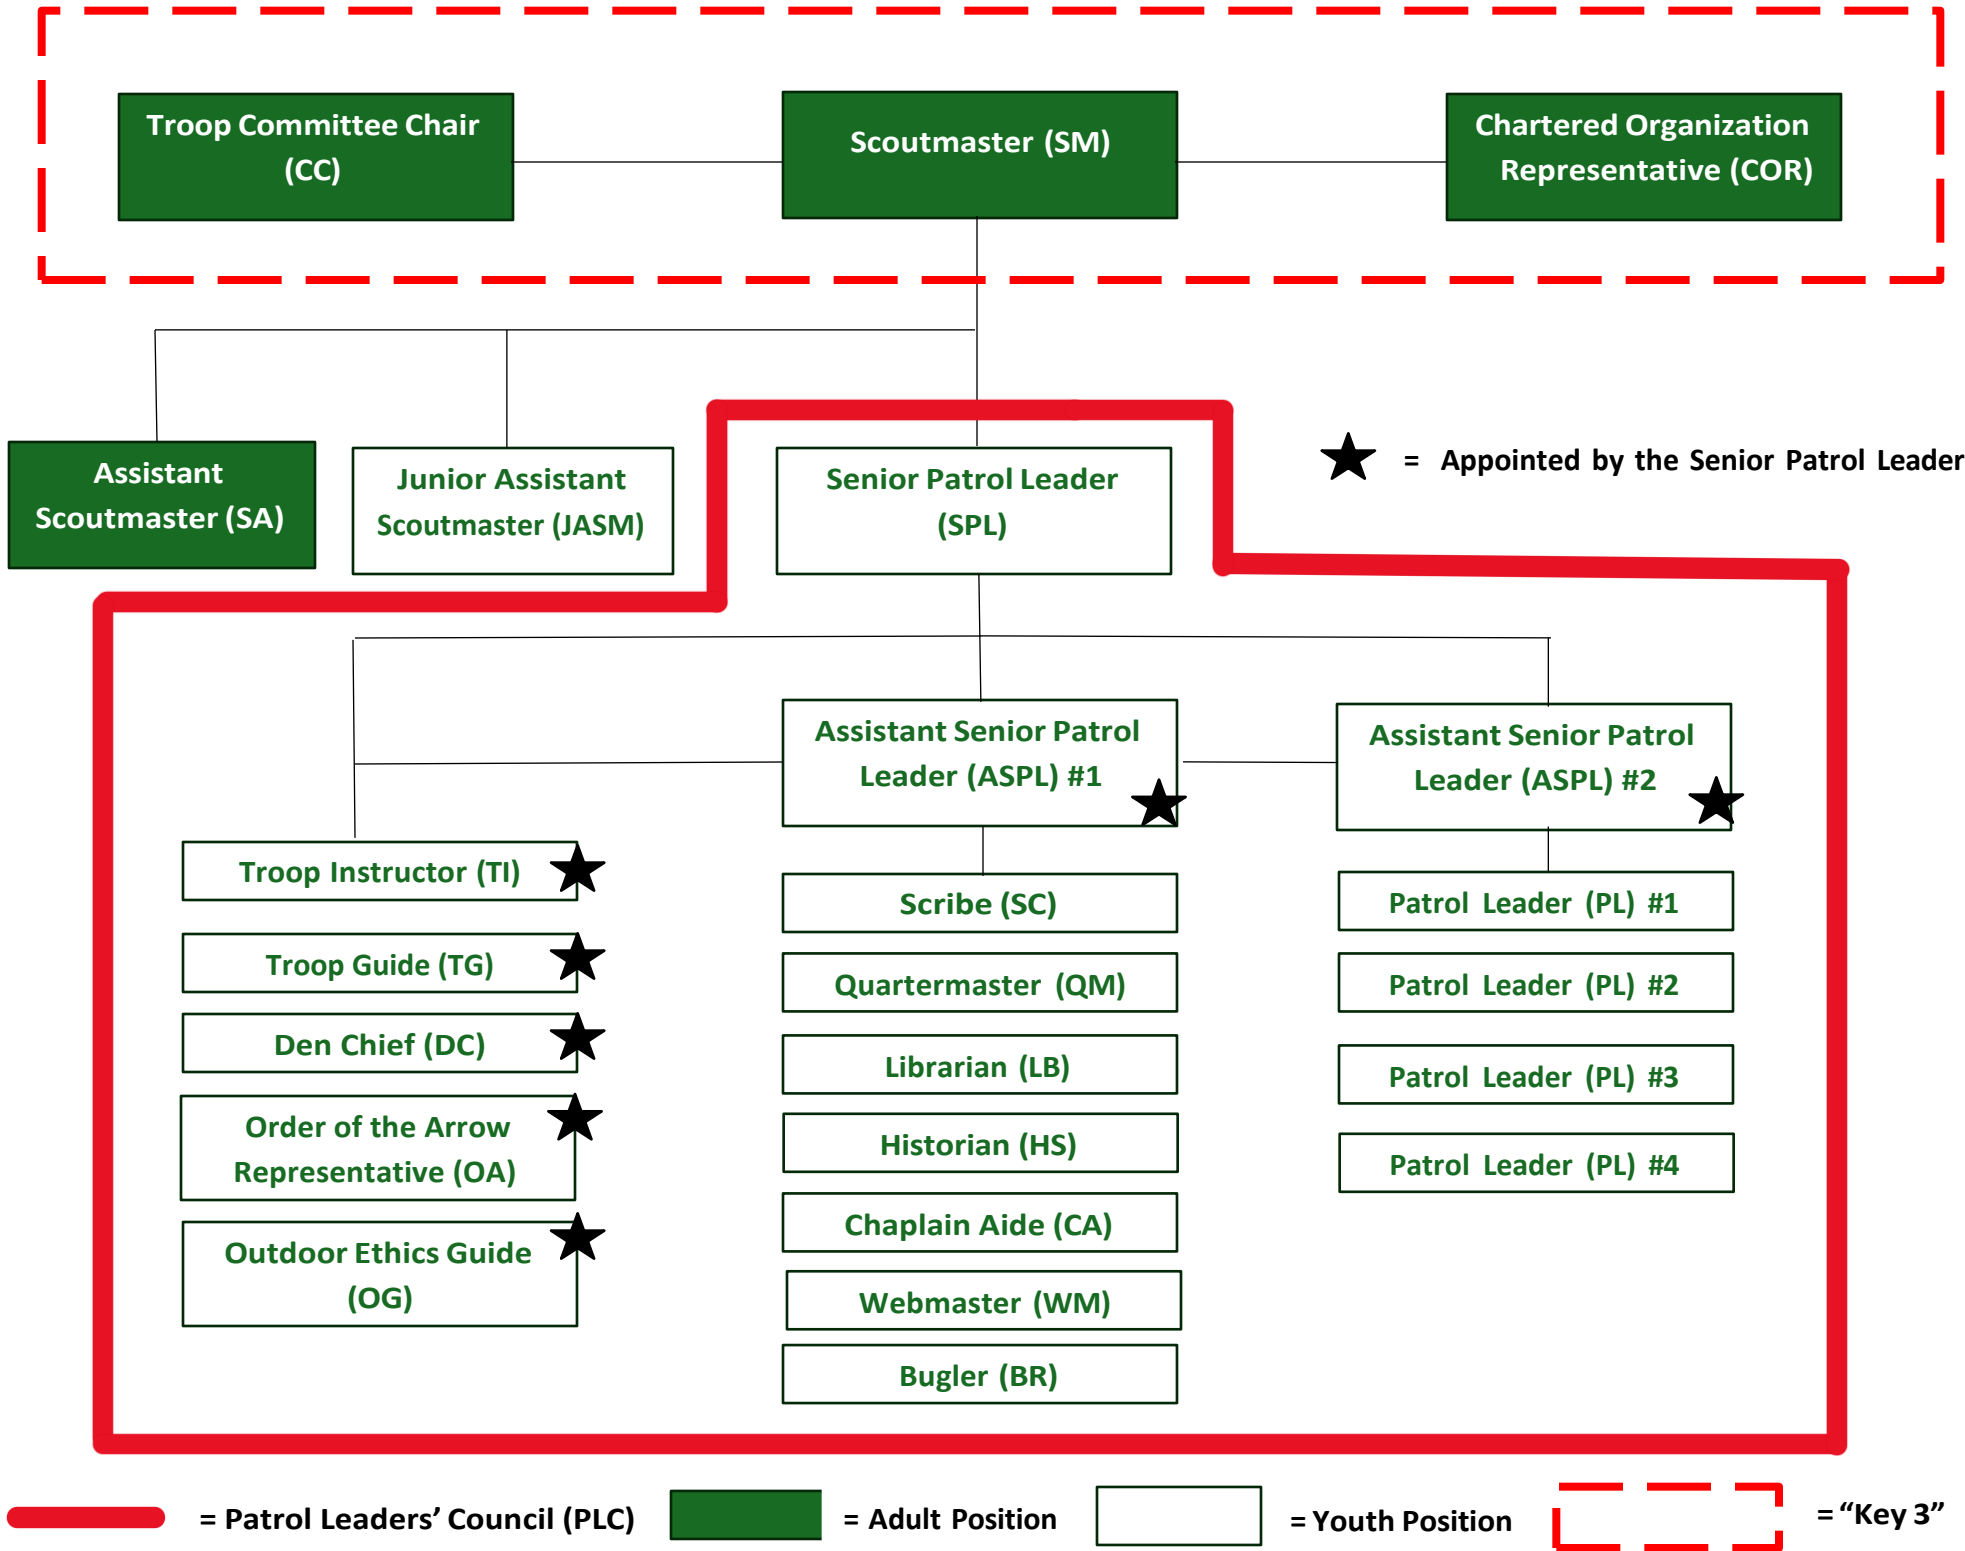 Troop Committee Chair
(CC)
Scoutmaster (SM)
Chartered Organization
Representative (COR)
Assistant
Scoutmaster (SA)
Junior Assistant
Scoutmaster (JASM)
Senior Patrol Leader
(SPL)
= Appointed by the Senior Patrol Leader
Assistant Senior Patrol
Leader (ASPL) #1
Assistant Senior Patrol
Leader (ASPL) #2
Troop Instructor (TI)
Troop Guide (TG)
Den Chief (DC)
Order of the Arrow
Representative (OA)
Outdoor Ethics Guide
(OG)
Scribe (SC)
Quartermaster (QM)
Librarian (LB)
Historian (HS)
Chaplain Aide (CA)
Webmaster (WM)
Bugler (BR)
Patrol Leader (PL) #1
Patrol Leader (PL) #2
Patrol Leader (PL) #3
Patrol Leader (PL) #4
= Patrol Leaders’ Council (PLC)
= Adult Position
= Youth Position
= “Key 3”